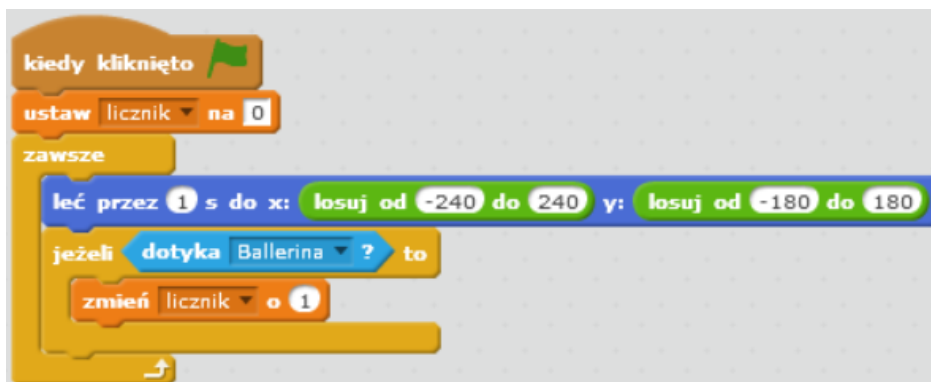 kiedy kliknięto
ustaw licznik na 0
zawsze
leć przez 1 s do x: losuj od -240 do 240 y: losuj od -180 do 180
jeżeli dotyka Ballerina ? to
zmień licznik o 1